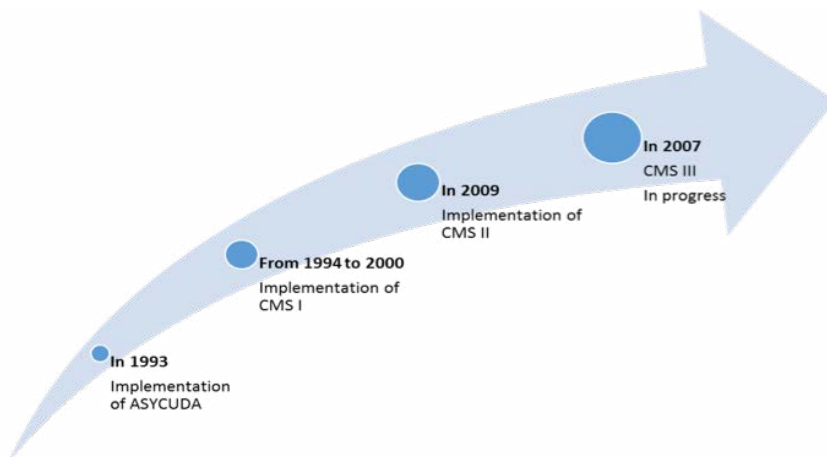 In 1993
Implementation
of ASYCUDA
From 1994 to 2000
Implementation of
CMS I
In 2009
Implementation of
CMS II
In 2007
CMS III
In progress